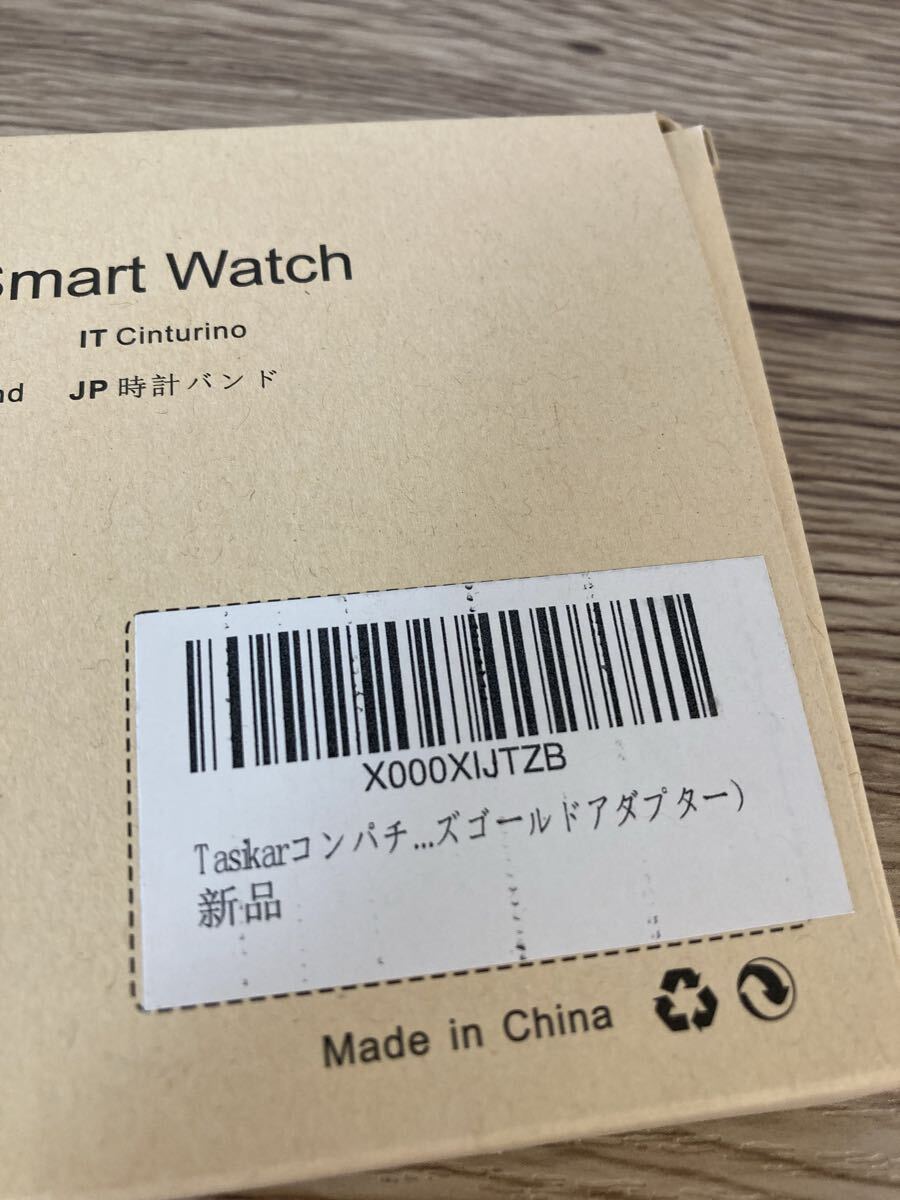 Smart Watch
IT Cinturino
JP 時計バンド
X000XIJTZB
Tasikarコンパチ...ズゴールドアダプター)
新品
Made in China